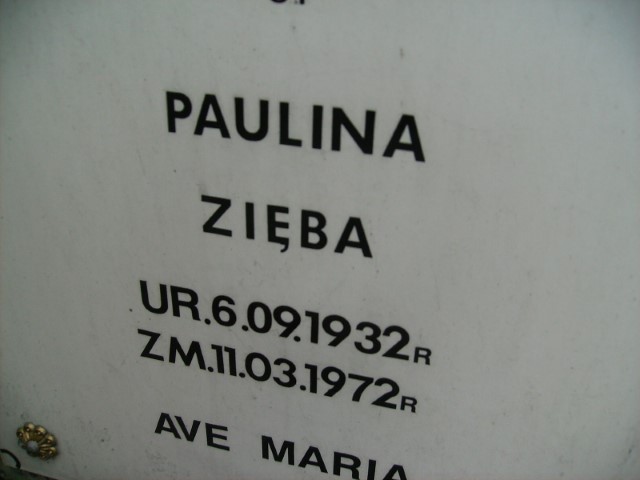 PAULINA
ZIĘBA
UR.6.09.1932R
ZM.11.03.1972R
AVE MARIA